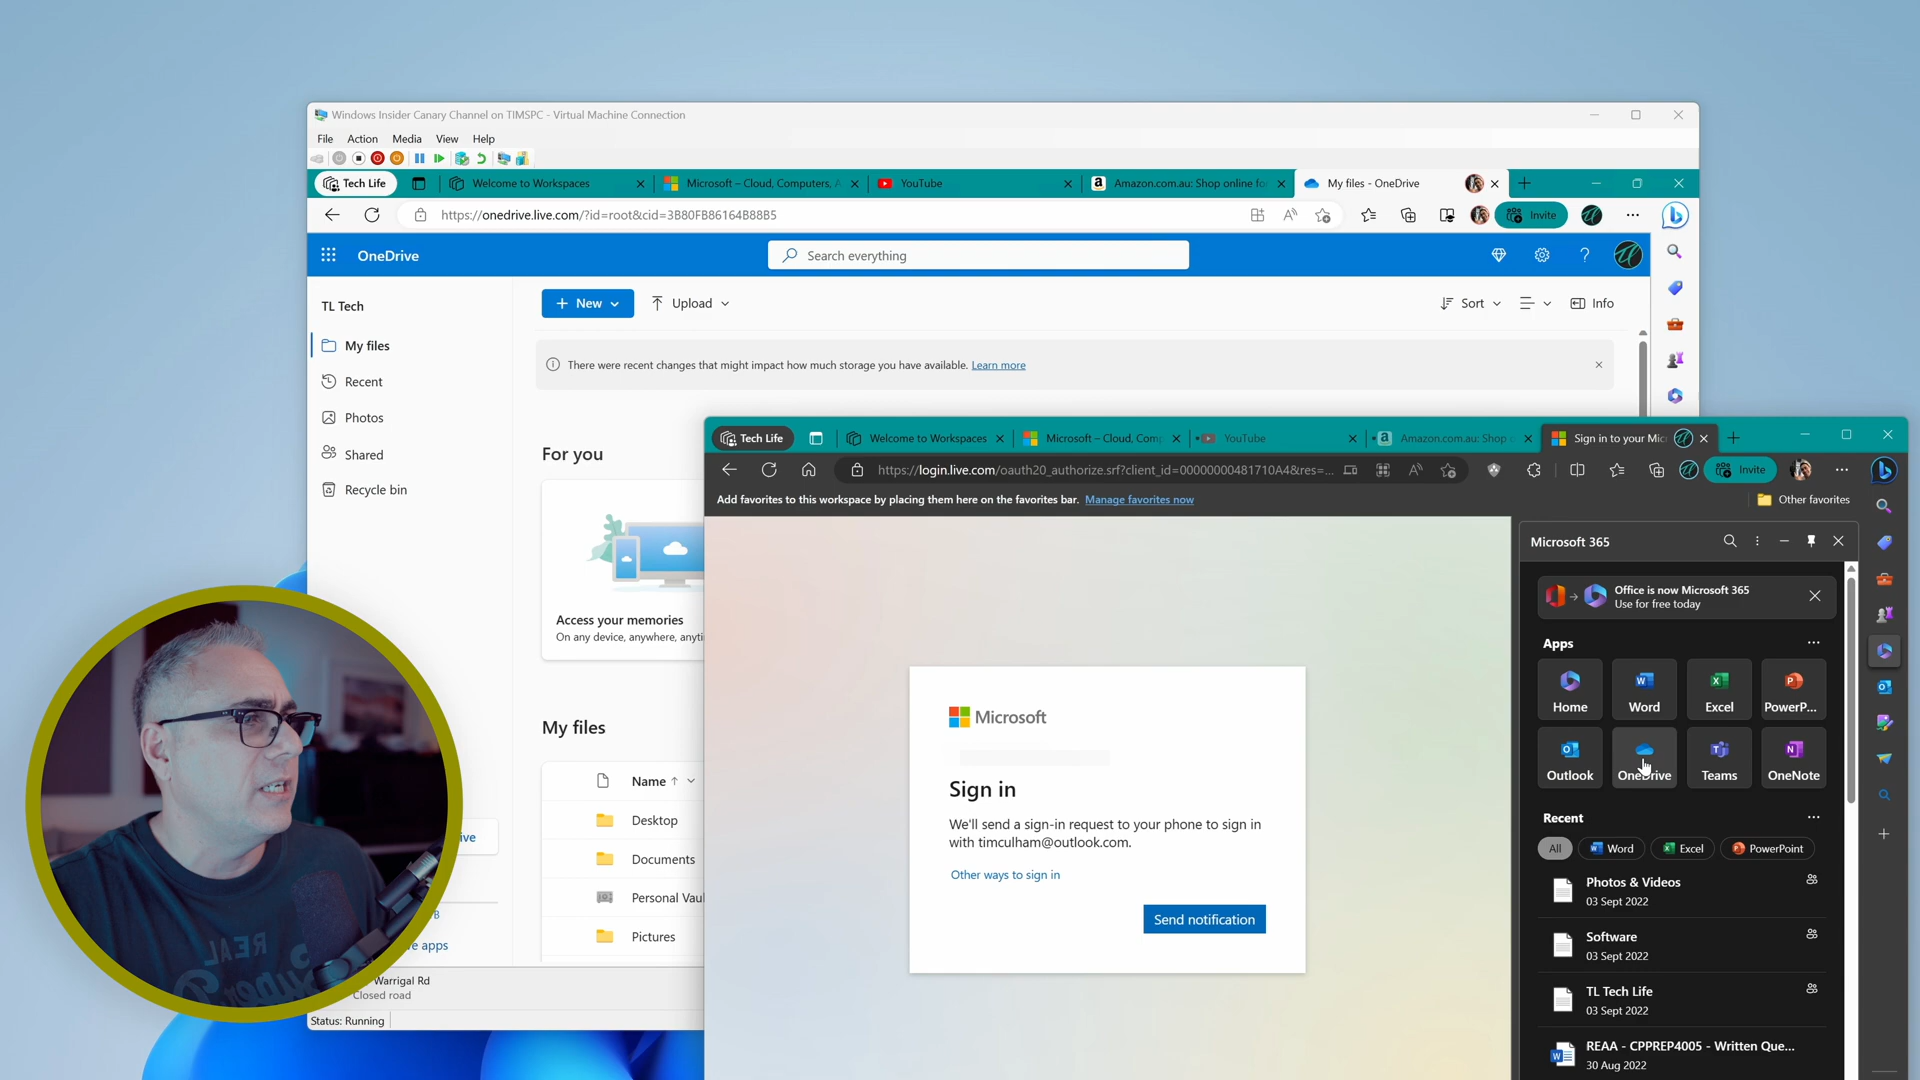 Windows Insider Canary Channel on TIMSPC - Virtual Machine Connection
File Action Media View Help
Tech Life
Welcome to Workspaces
Microsoft – Cloud, Computers, A
YouTube
Amazon.com.au: Shop online fo
My files - OneDrive
https://onedrive.live.com/?id=root&cid=3B80FB86164B88B5
Invite
OneDrive
Search everything
TL Tech
New
Upload
Sort
Info
My files
Recent
Photos
Shared
Recycle bin
There were recent changes that might impact how much storage you have available. Learn more
For you
Access your memories
On any device, anywhere, anyti
My files
Name
Desktop
Documents
Personal Vau
Pictures
ive
B
e apps
Warrigal Rd
Closed road
Status: Running
Tech Life
Welcome to Workspaces
Microsoft – Cloud, Comp
YouTube
Amazon.com.au: Shop
Sign in to your Mic
https://login.live.com/oauth20_authorize.srf?client_id=00000000481710A4&res=...
Invite
Add favorites to this workspace by placing them here on the favorites bar. Manage favorites now
Other favorites
Microsoft
Sign in
We'll send a sign-in request to your phone to sign in
with timculham@outlook.com.
Other ways to sign in
Send notification
Microsoft 365
Office is now Microsoft 365
Use for free today
Apps
Home
Word
Excel
PowerP...
Outlook
OneDrive
Teams
OneNote
Recent
All
Word
Excel
PowerPoint
Photos & Videos
03 Sept 2022
Software
03 Sept 2022
TL Tech Life
03 Sept 2022
REAA - CPPREP4005 - Written Que...
30 Aug 2022
REAL